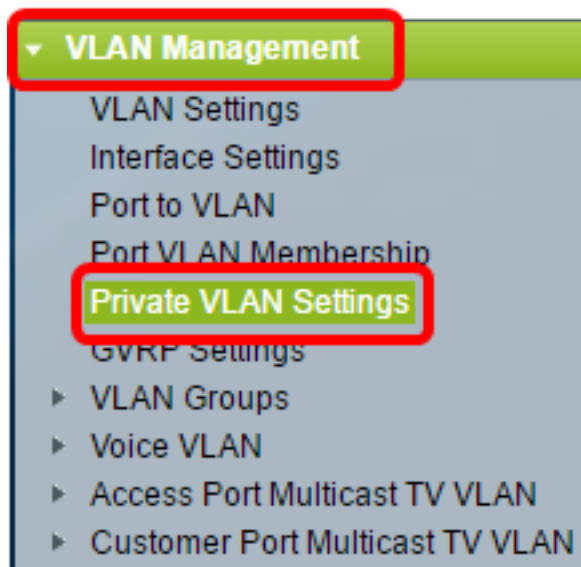 VLAN Management
VLAN Settings
Interface Settings
Port to VLAN
Port VLAN Membership
Private VLAN Settings
GVRP Settings
VLAN Groups
Voice VLAN
Access Port Multicast TV VLAN
Customer Port Multicast TV VLAN